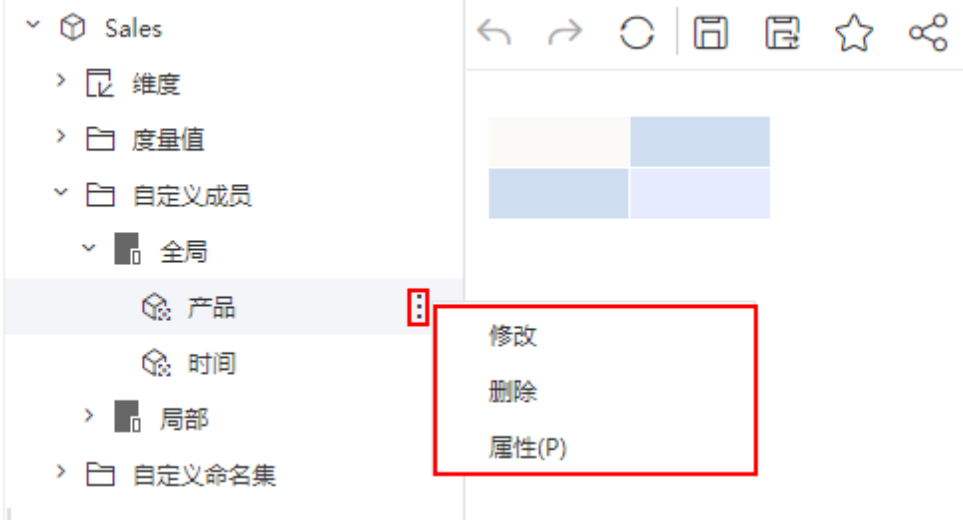 Sales
维度
度量值
自定义成员
全局
产品
时间
局部
自定义命名集
修改
删除
属性(P)